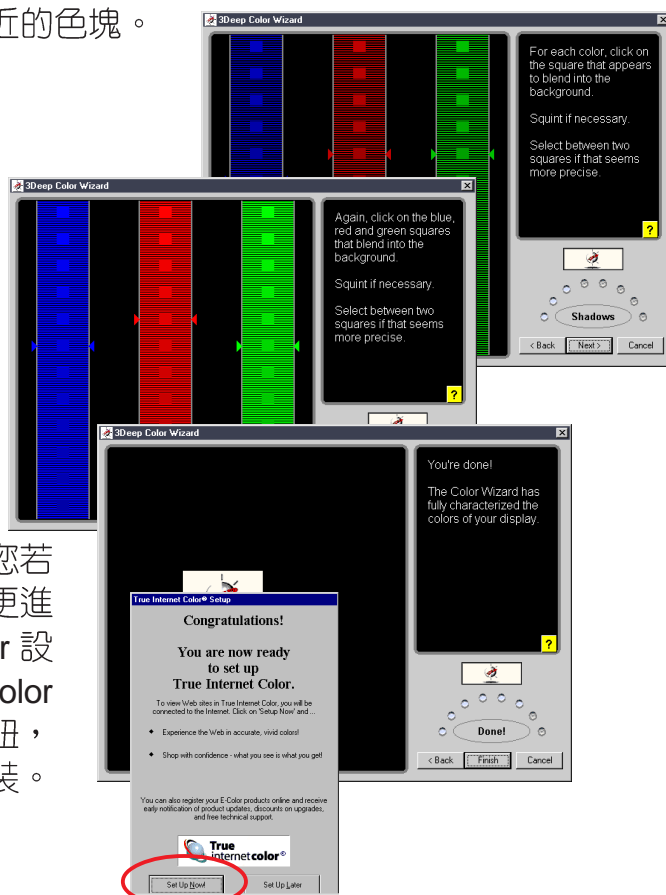 近的色塊。
3Deep Color Wizard
For each color, click on
the square that appears
to blend into the
background.
Squint if necessary.
Select between two
squares if that seems
more precise.
?
Shadows
< Back
Next >
Cancel
3Deep Color Wizard
Again, click on the blue,
red and green squares
that blend into the
background.
Squint if necessary.
Select between two
squares if that seems
more precise.
?
3Deep Color Wizard
You're done!
The Color Wizard has
fully characterized the
colors of your display.
?
Done!
< Back
Finish
Cancel
您若
更進
r 設
olor
鈕，
裝。
True Internet Color® Setup
Congratulations!
You are now ready
to set up
True Internet Color.
To view Web sites in True Internet Color, you will be
connected to the Internet. Click on 'Setup Now' and ...
Experience the Web in accurate, vivid colors!
Shop with confidence - what you see is what you get!
You can also register your E-Color products online and receive
early notification of product updates, discounts on upgrades,
and free technical support.
True
internetcolor®
Set Up Now!
Set Up Later